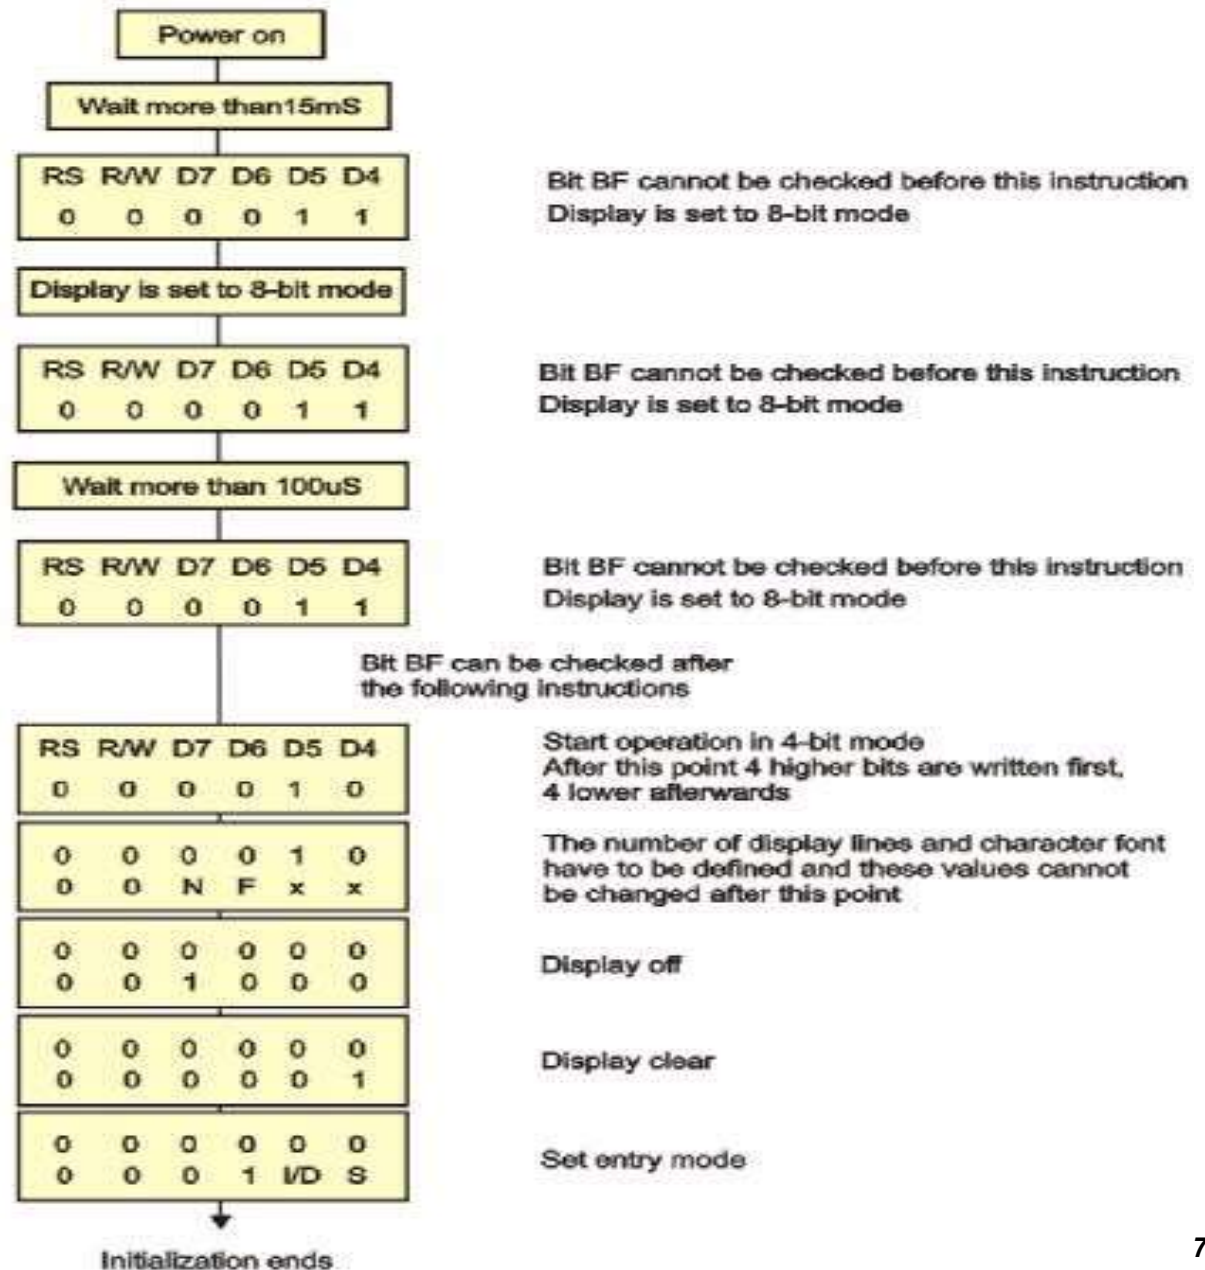 Power on
Wait more than15mS
RS R/W D7 D6 D5 D4
0 0 0 0 1 1
Bit BF cannot be checked before this instruction
Display is set to 8-bit mode
Display is set to 8-bit mode
RS R/W D7 D6 D5 D4
0 0 0 0 1 1
Bit BF cannot be checked before this instruction
Display is set to 8-bit mode
Wait more than 100uS
RS R/W D7 D6 D5 D4
0 0 0 0 1 1
Bit BF cannot be checked before this instruction
Display is set to 8-bit mode
Bit BF can be checked after
the following instructions
RS R/W D7 D6 D5 D4
0 0 0 0 1 0
Start operation in 4-bit mode
After this point 4 higher bits are written first,
4 lower afterwards
0 0 0 0 1 0
0 0 N F x x
The number of display lines and character font
have to be defined and these values cannot
be changed after this point
0 0 0 0 0 0
0 0 1 0 0 0
Display off
0 0 0 0 0 0
0 0 0 0 0 1
Display clear
0 0 0 0 0 0
0 0 0 1 I/D S
Set entry mode
Initialization ends
7